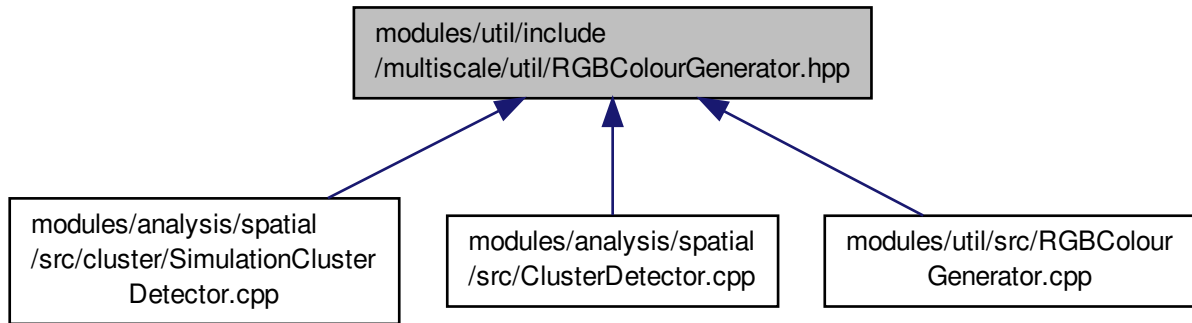 modules/util/include
/multiscale/util/RGBColourGenerator.hpp
modules/analysis/spatial
/src/cluster/SimulationCluster
Detector.cpp
modules/analysis/spatial
/src/ClusterDetector.cpp
modules/util/src/RGBColour
Generator.cpp